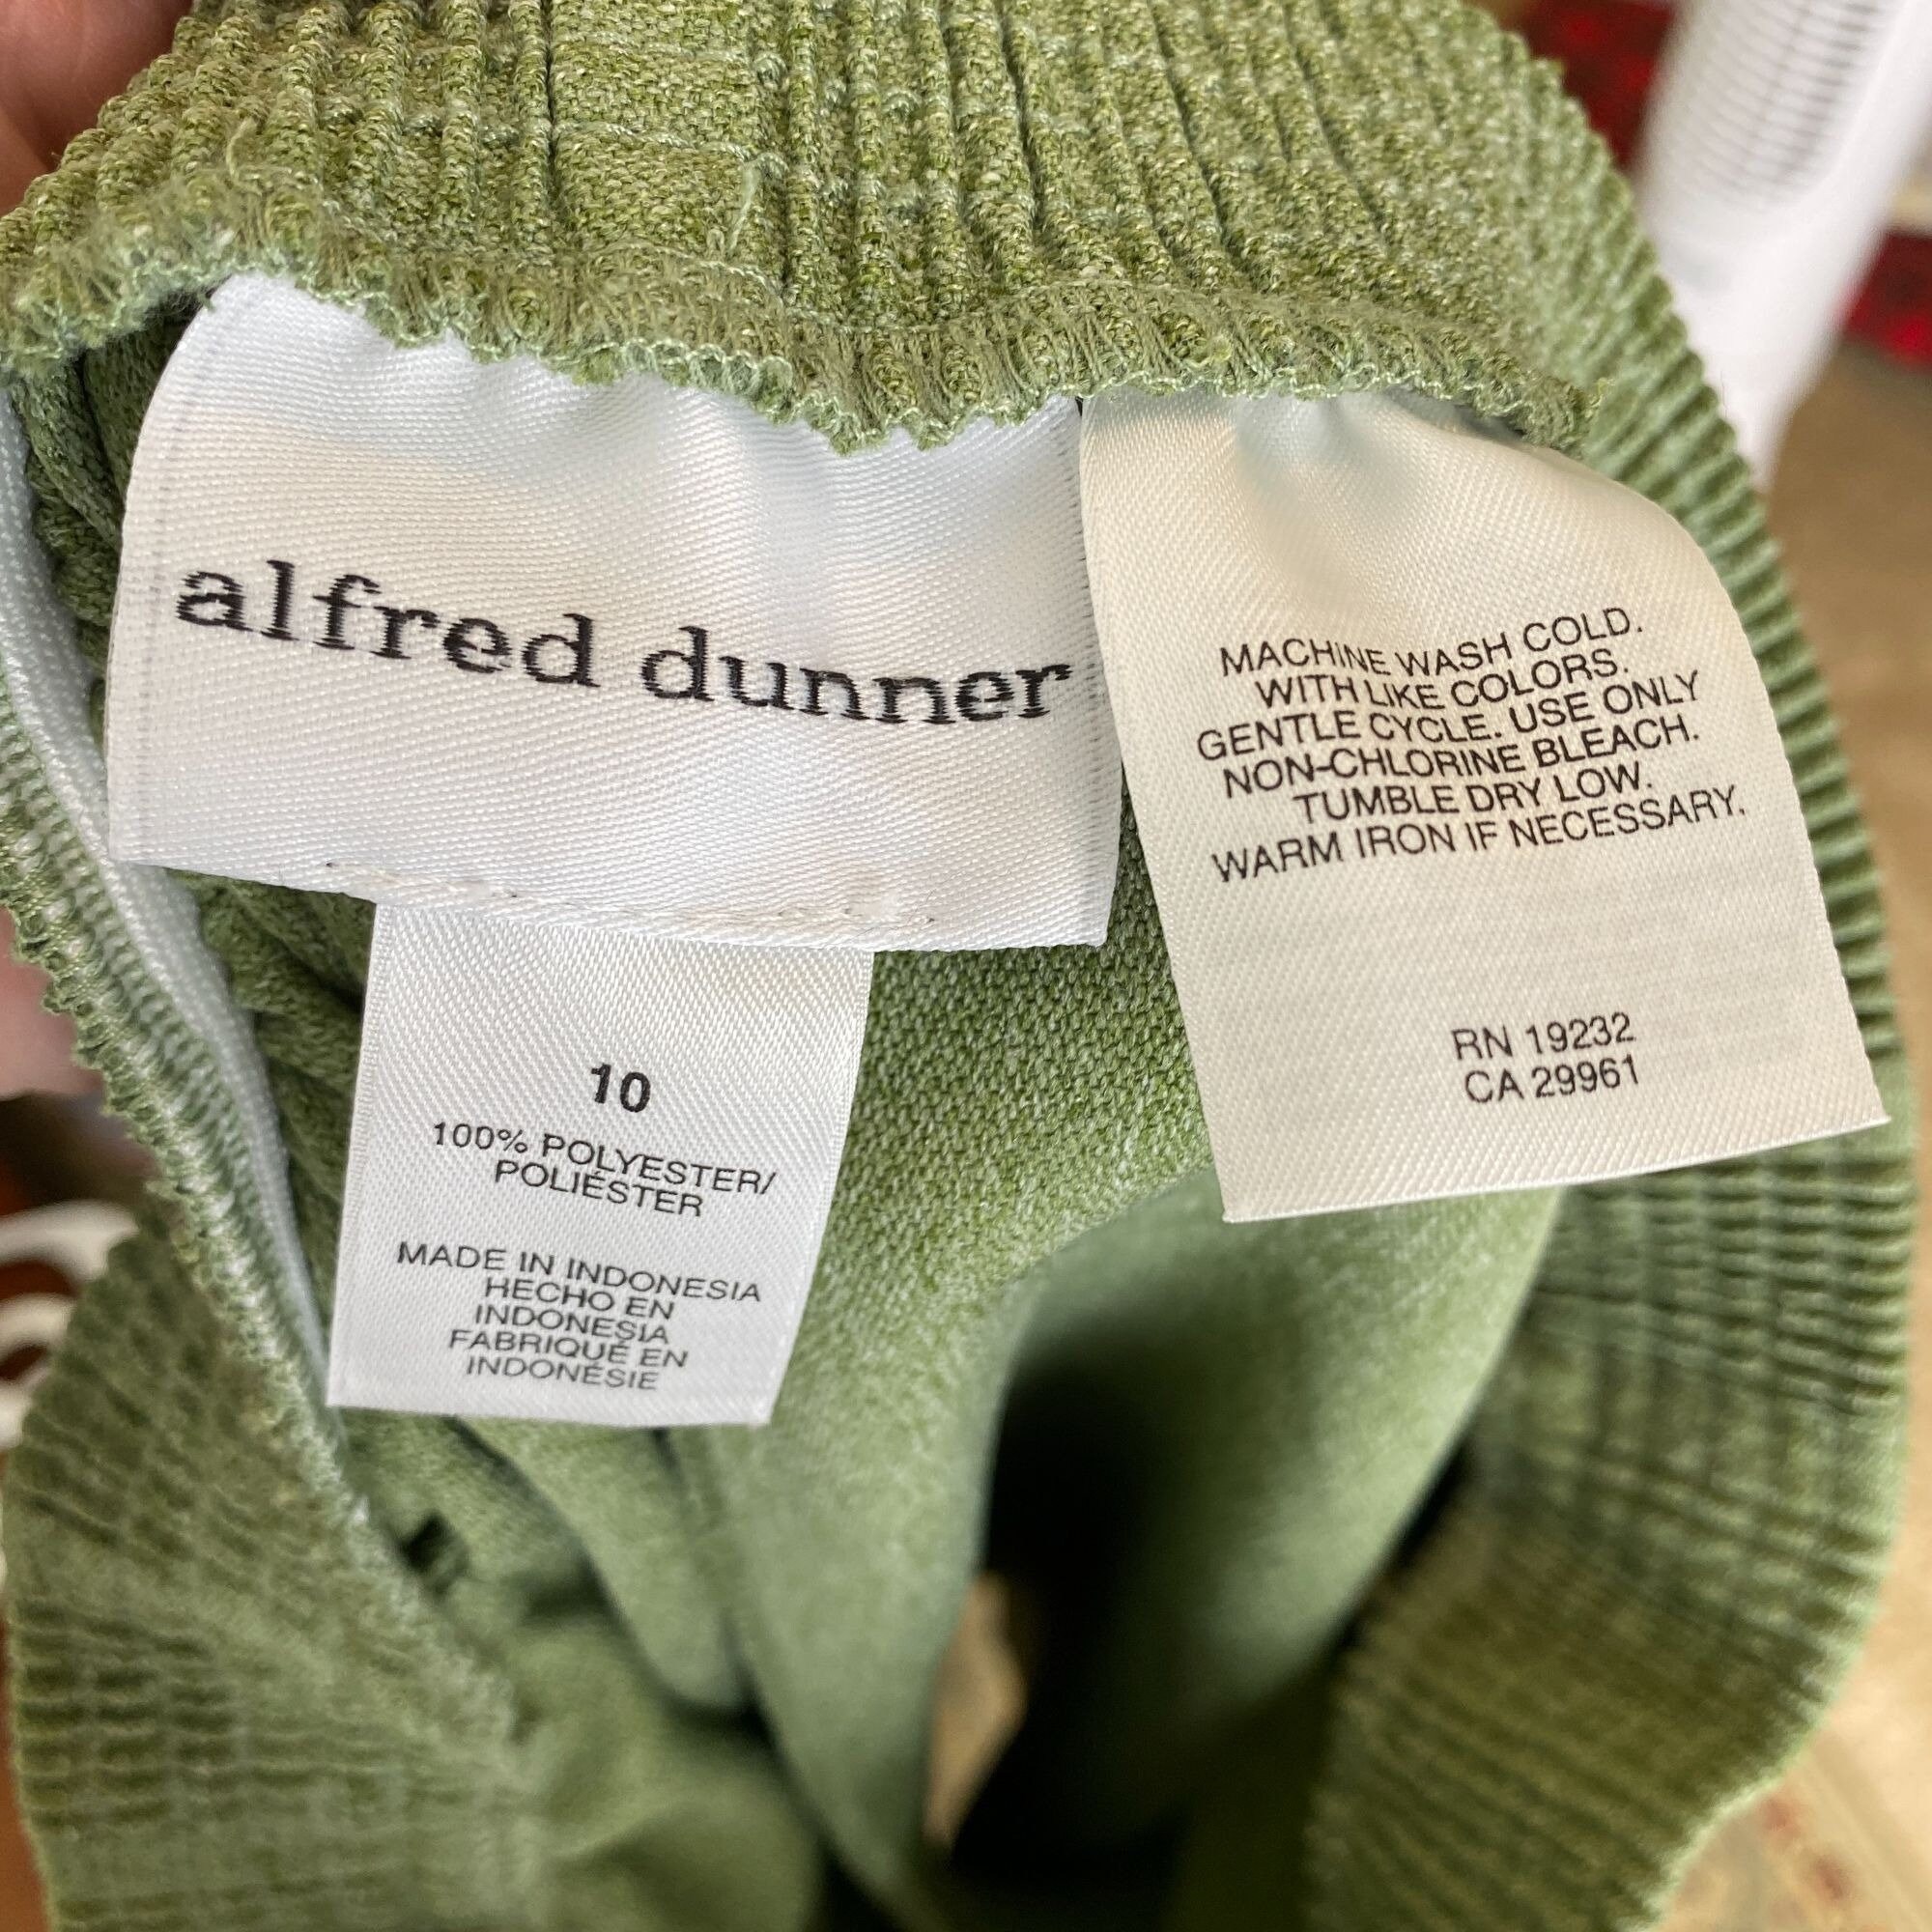 alfred dunner
10
100% POLYESTER/
POLIÉSTER
MADE IN INDONESIA
HECHO EN
INDONESIA
FABRIQUÉ EN
INDONÉSIE
MACHINE WASH COLD.
WITH LIKE COLORS.
GENTLE CYCLE. USE ONLY
NON-CHLORINE BLEACH.
TUMBLE DRY LOW.
WARM IRON IF NECESSARY.
RN 19232
CA 29961